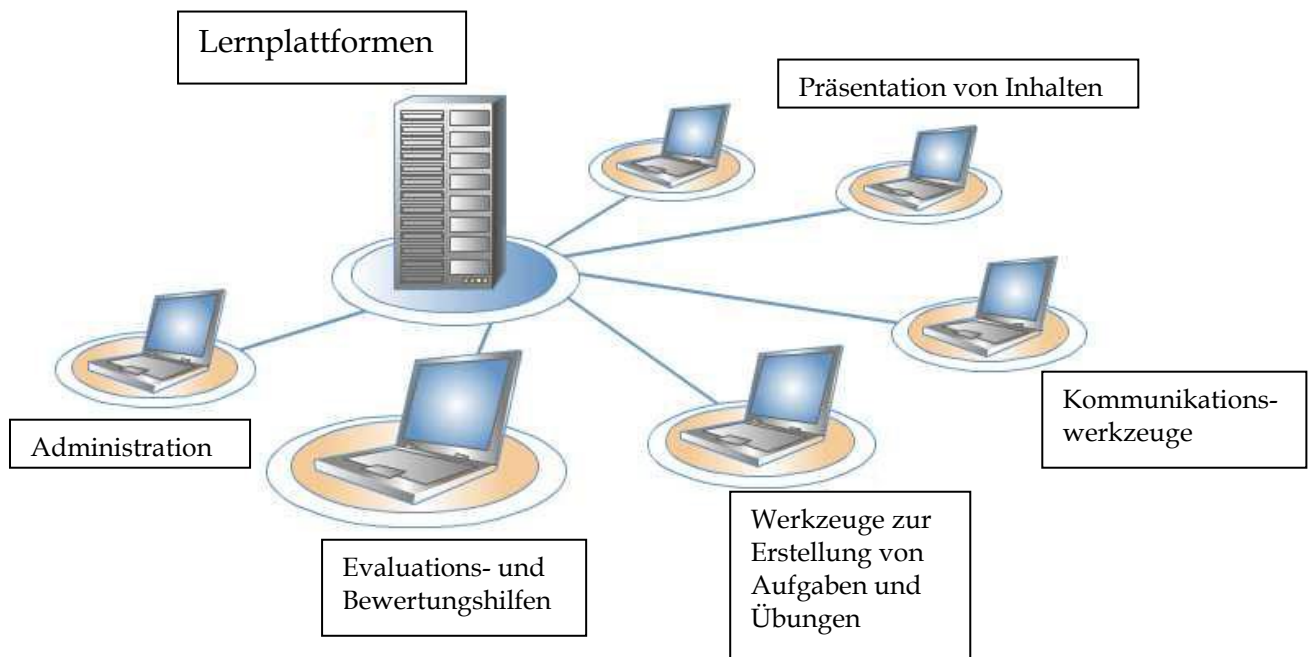 Lernplattformen
Präsentation von Inhalten
Kommunikations-
werkzeuge
Administration
Werkzeuge zur
Erstellung von
Aufgaben und
Übungen
Evaluations- und
Bewertungshilfen